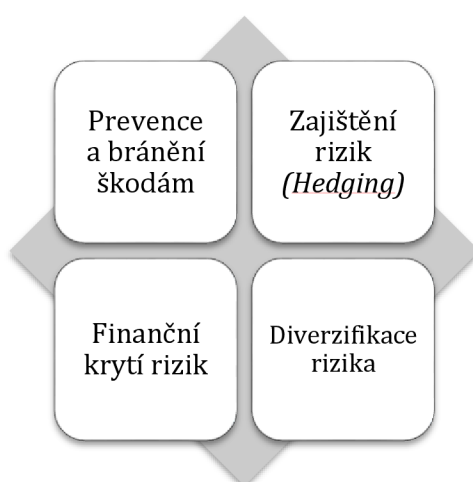 Prevence
a bránění
škodám
Zajištění
rizik
(Hedging)
Finanční
krytí rizik
Diverzifikace
rizika